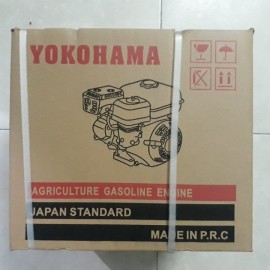 YOKOHAMA
AGRICULTURE GASOLINE ENGINE
JAPAN STANDARD
MADE IN P.R.C